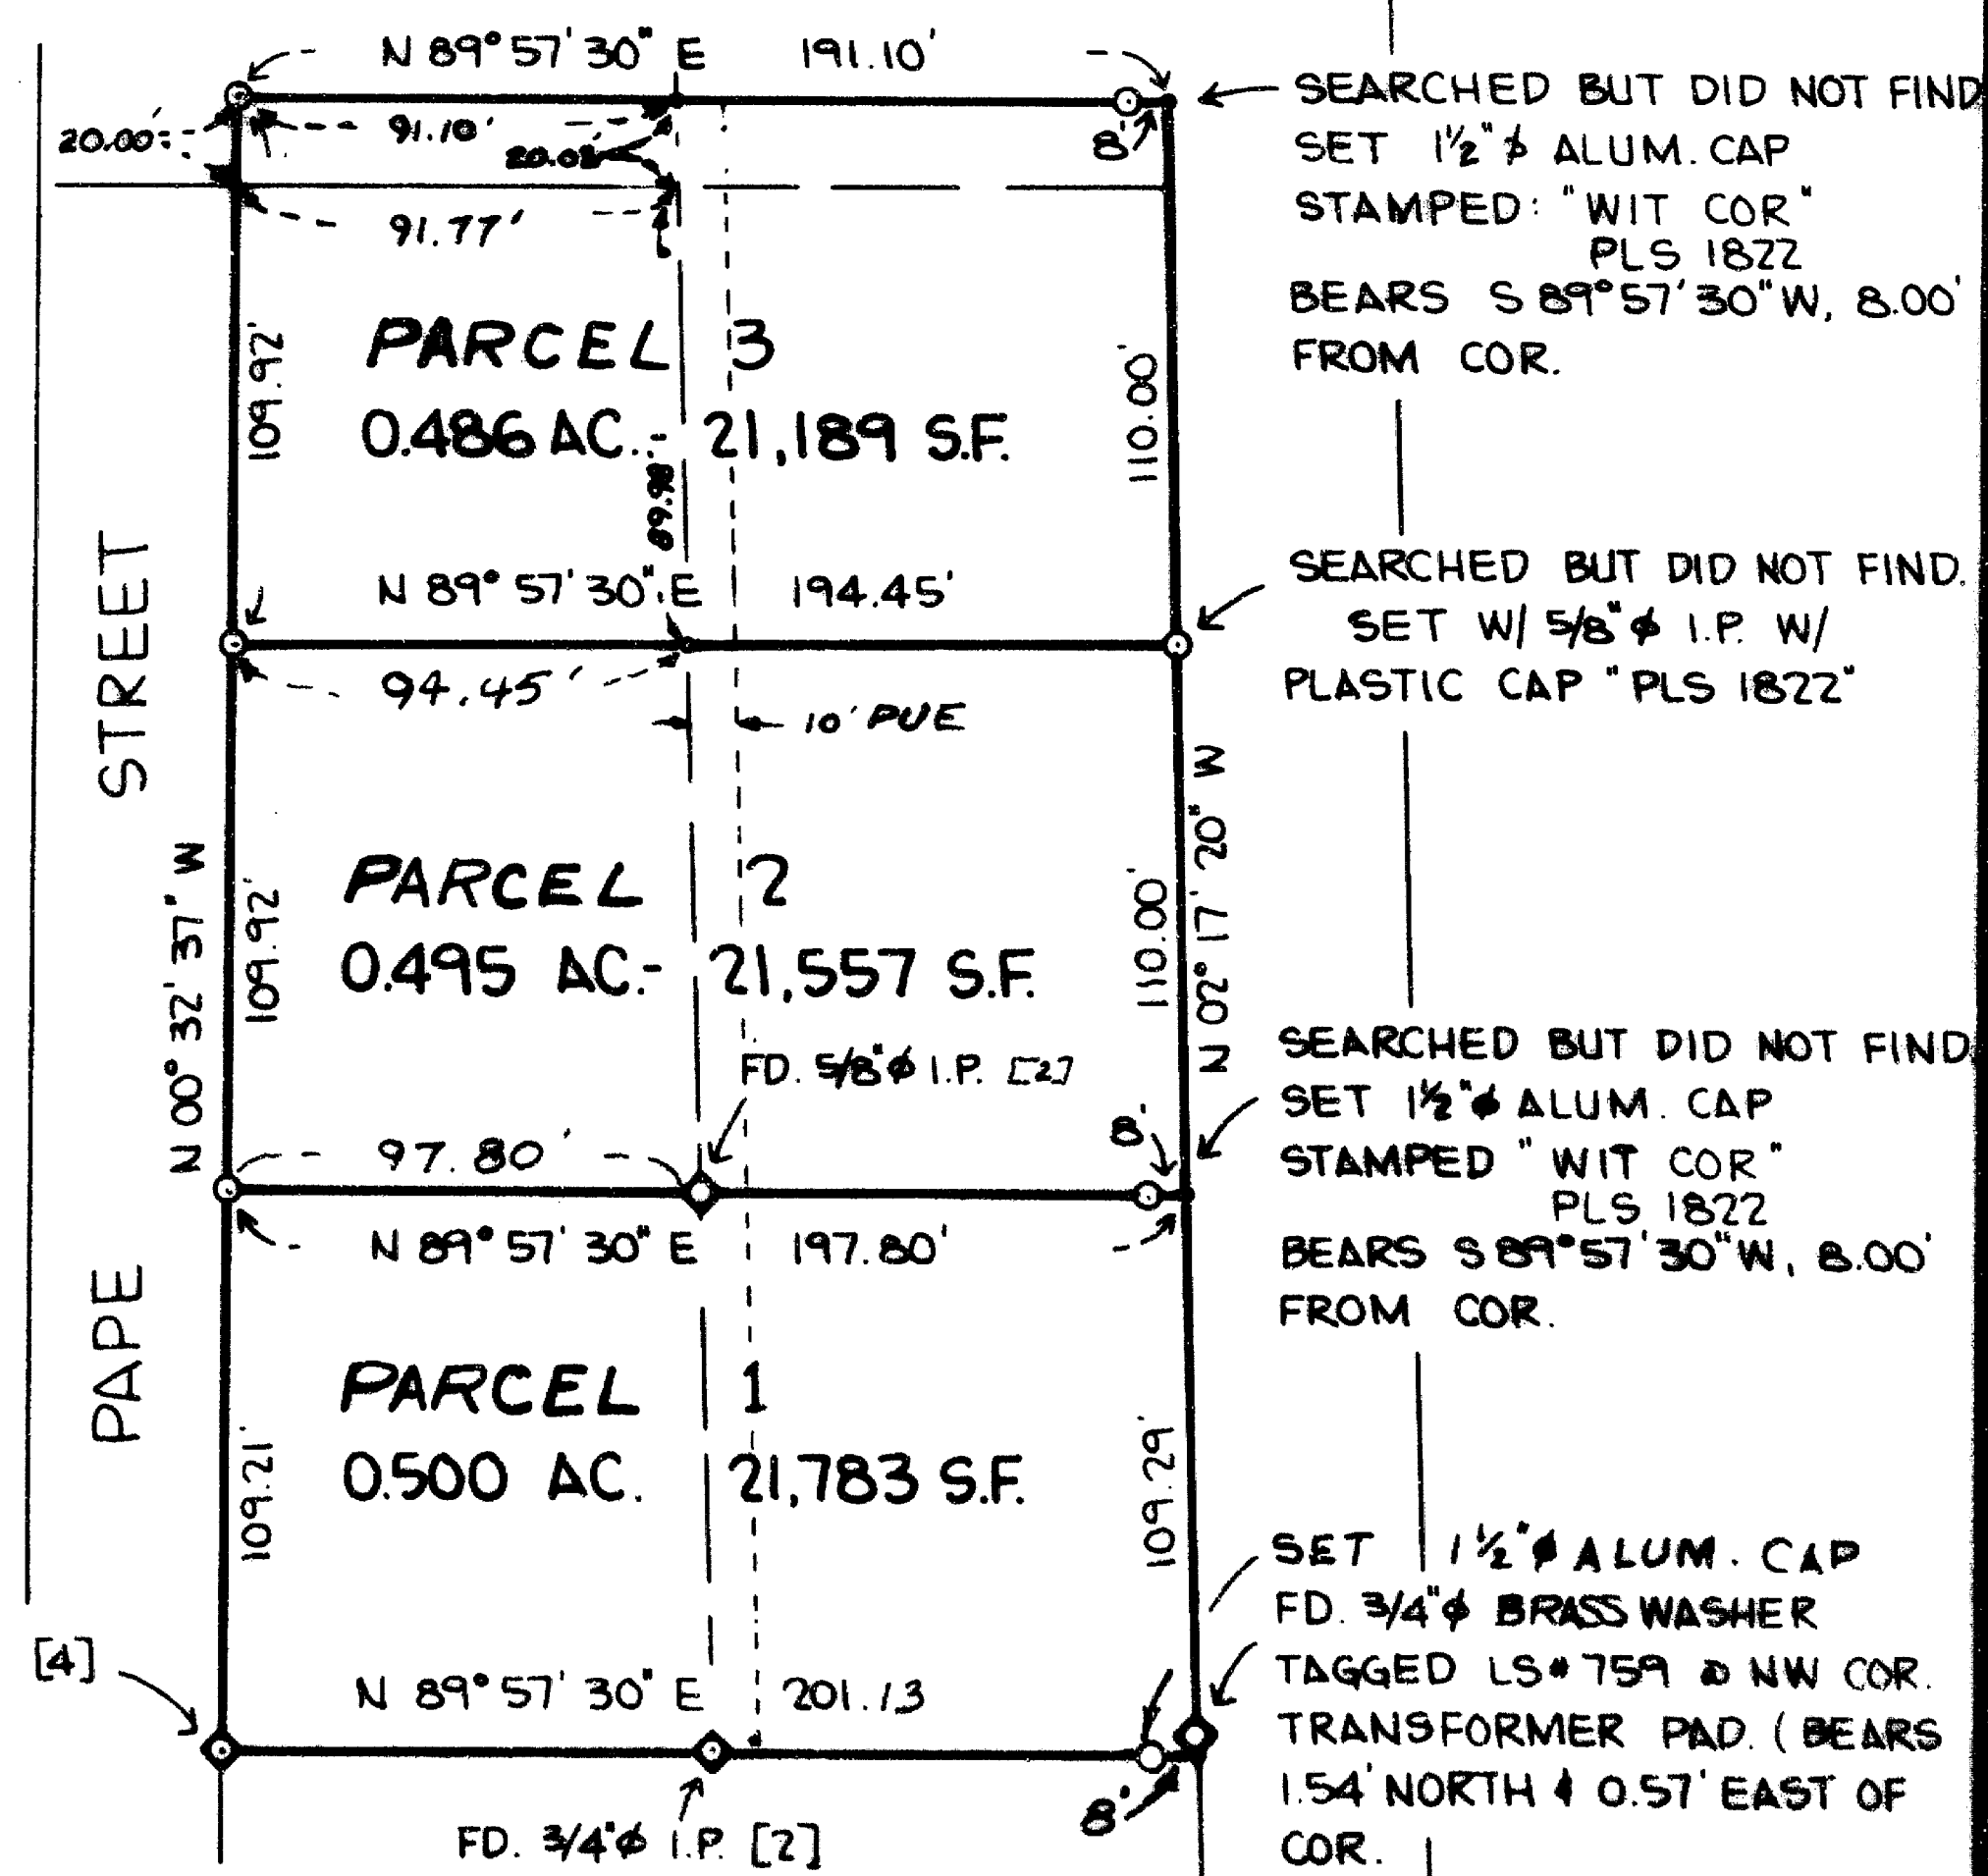 N 89° 57' 30" E 191.10'
20.00'
91.10'
20.02'
8'
91.77'
SEARCHED BUT DID NOT FIND
SET 1½"ϕ ALUM. CAP
STAMPED: "WIT COR"
PLS 1822
BEARS S 89° 57' 30" W, 8.00'
FROM COR.
PARCEL 3
0.486 AC.- 21,189 S.F.
109.92'
110.00'
89.98
N 89° 57' 30" E 194.45'
SEARCHED BUT DID NOT FIND.
SET W/ 5/8"ϕ I.P. W/
PLASTIC CAP "PLS 1822"
94.45'
10' PUE
STREET
PARCEL 2
0.495 AC.- 21,557 S.F.
N 00° 32' 37" W
109.92'
110.00'
N 02° 17' 20" W
FD. 5/8"ϕ I.P. [2]
97.80'
8'
SEARCHED BUT DID NOT FIND
SET 1½"ϕ ALUM. CAP
STAMPED "WIT COR"
PLS 1822
BEARS S 89° 57' 30" W, 8.00'
FROM COR.
N 89° 57' 30" E 197.80'
PAPE
PARCEL 1
0.500 AC. 21,783 S.F.
109.21'
109.29'
SET 1½"ϕ ALUM. CAP
FD. 3/4"ϕ BRASS WASHER
TAGGED LS# 759 @ NW COR.
TRANSFORMER PAD. (BEARS
1.54' NORTH & 0.57' EAST OF
COR.
[4]
N 89° 57' 30" E 201.13
8'
FD. 3/4"ϕ I.P. [2]